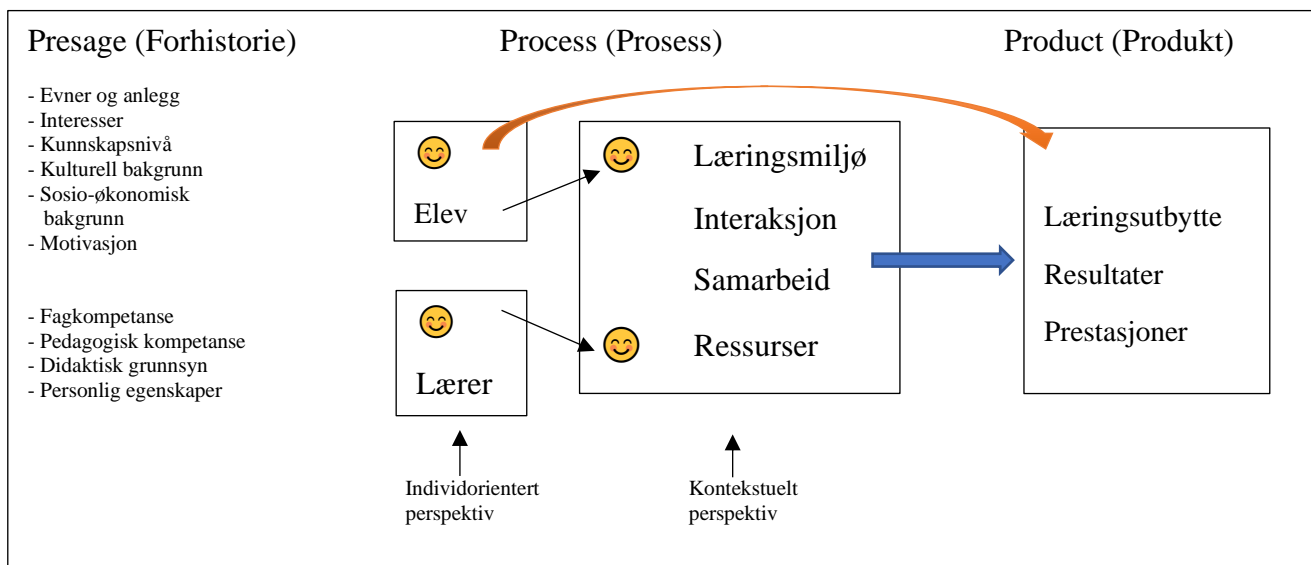 Presage (Forhistorie)
Process (Prosess)
Product (Produkt)
- Evner og anlegg
- Interesser
- Kunnskapsnivå
- Kulturell bakgrunn
- Sosio-økonomisk
bakgrunn
- Motivasjon
- Fagkompetanse
- Pedagogisk kompetanse
- Didaktisk grunnsyn
- Personlig egenskaper
Elev
Lærer
Læringsmiljø
Interaksjon
Samarbeid
Ressurser
Læringsutbytte
Resultater
Prestasjoner
Individorientert
perspektiv
Kontekstuelt
perspektiv